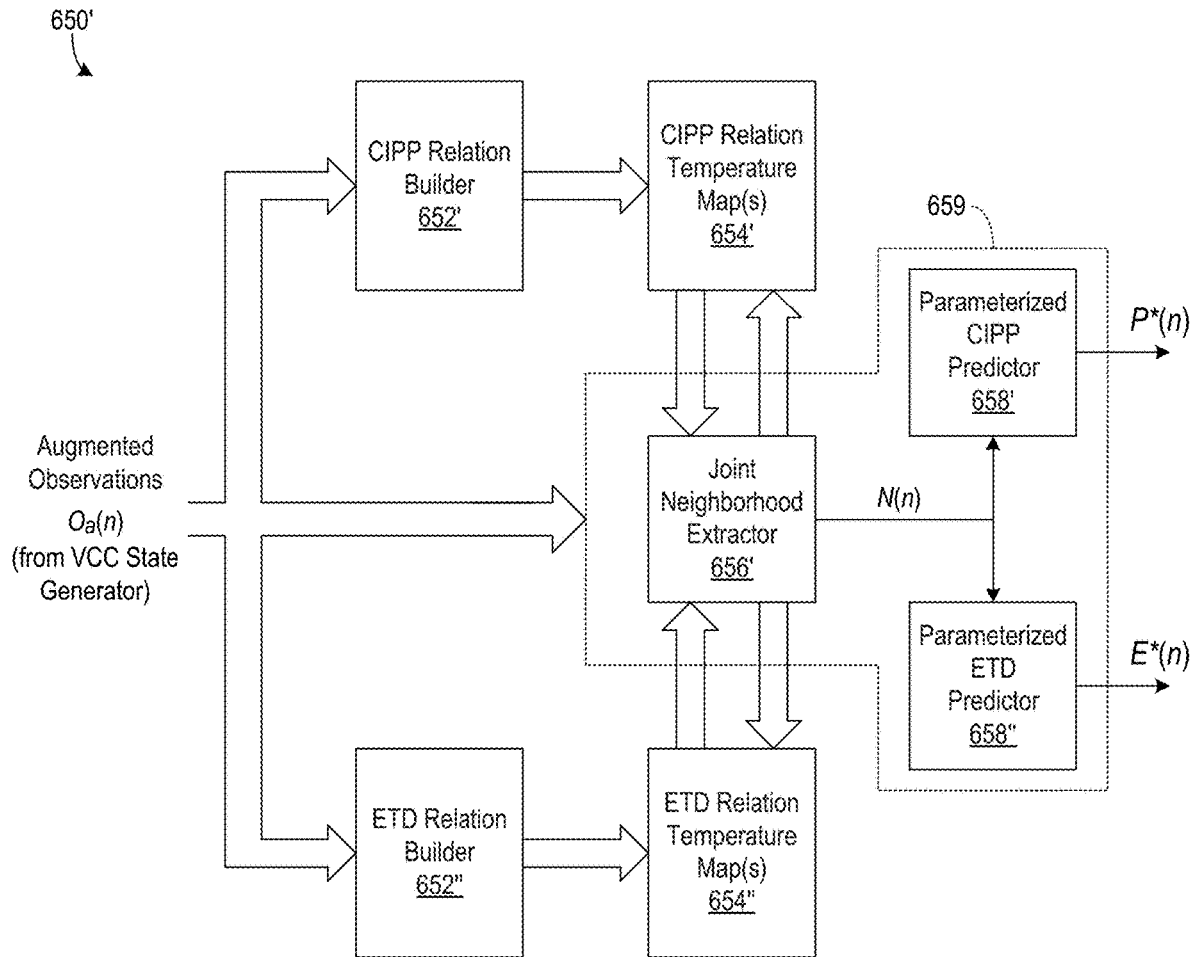 650'
CIPP Relation
Builder
652'
CIPP Relation
Temperature
Map(s)
654'
659
Parameterized
CIPP
Predictor
658'
P*(n)
Augmented
Observations
Oa(n)
(from VCC State
Generator)
Joint
Neighborhood
Extractor
656'
N(n)
Parameterized
ETD
Predictor
658"
E*(n)
ETD Relation
Builder
652"
ETD Relation
Temperature
Map(s)
654"